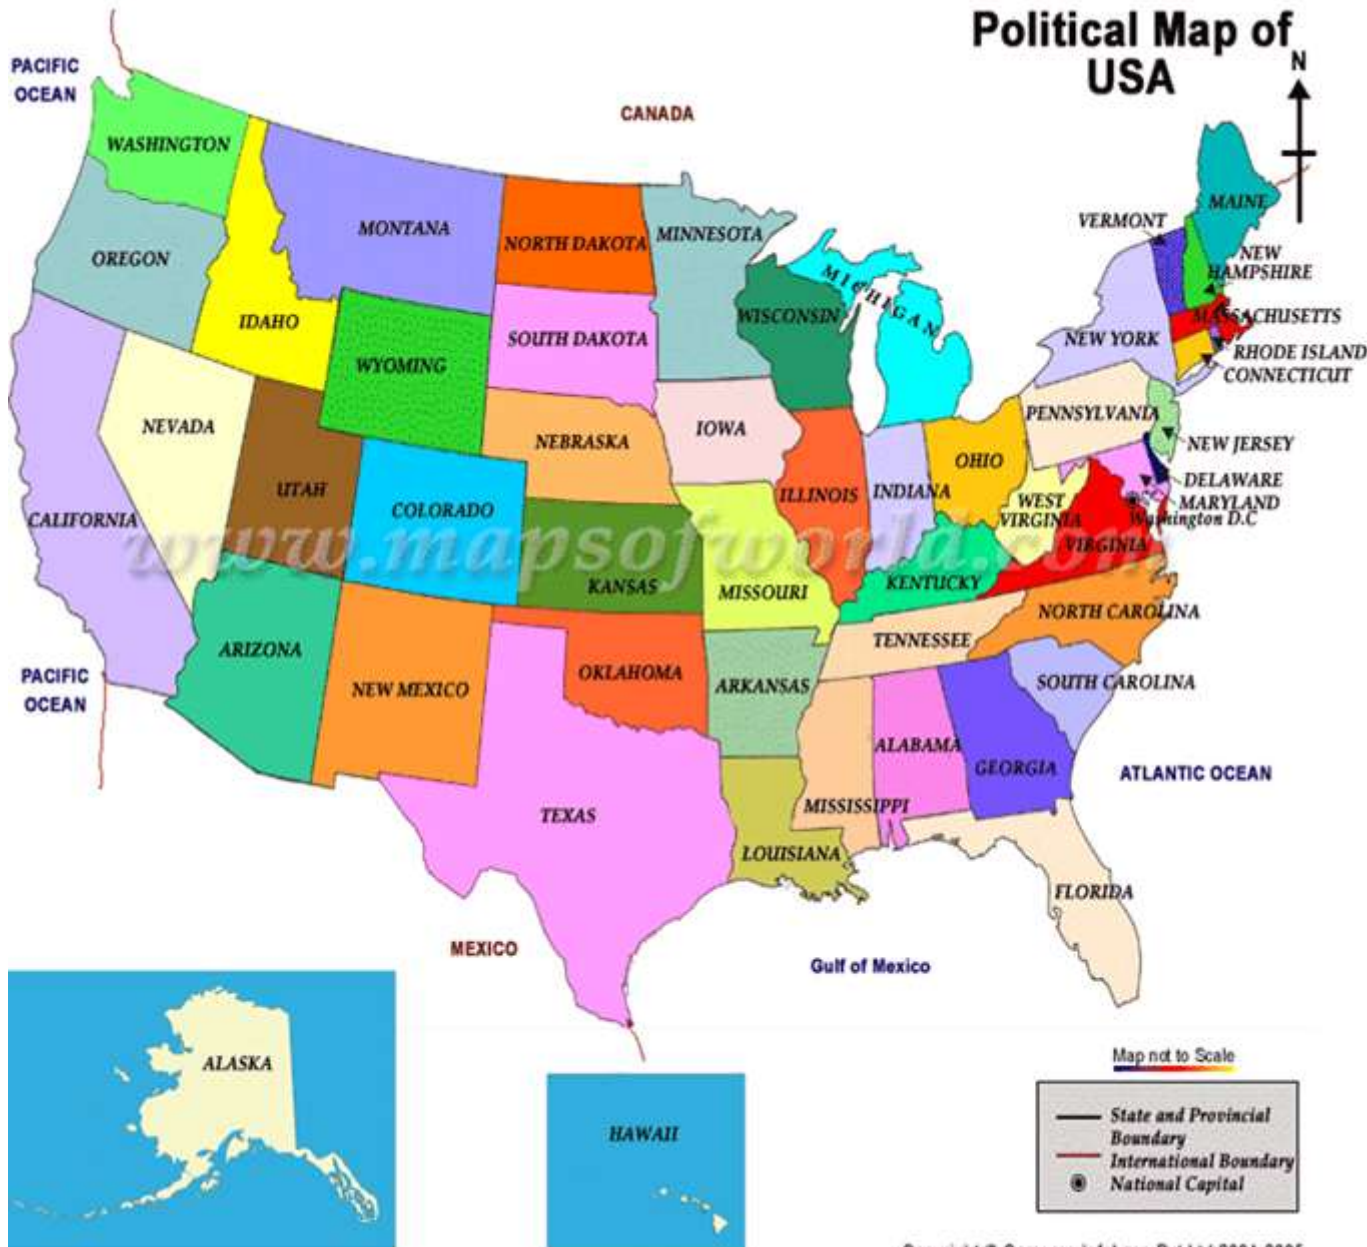 Political Map of
USA
N
PACIFIC
OCEAN
CANADA
WASHINGTON
MONTANA
NORTH DAKOTA
MINNESOTA
MAINE
VERMONT
NEW
HAMPSHIRE
OREGON
IDAHO
WYOMING
SOUTH DAKOTA
WISCONSIN
MICHIGAN
NEW YORK
MASSACHUSETTS
RHODE ISLAND
CONNECTICUT
NEVADA
UTAH
COLORADO
NEBRASKA
IOWA
ILLINOIS
INDIANA
OHIO
PENNSYLVANIA
NEW JERSEY
DELAWARE
MARYLAND
Washington D.C
WEST
VIRGINIA
VIRGINIA
CALIFORNIA
www.mapsofworld.com
KANSAS
MISSOURI
KENTUCKY
NORTH CAROLINA
TENNESSEE
SOUTH CAROLINA
ARIZONA
NEW MEXICO
OKLAHOMA
ARKANSAS
PACIFIC
OCEAN
TEXAS
LOUISIANA
MISSISSIPPI
ALABAMA
GEORGIA
ATLANTIC OCEAN
FLORIDA
MEXICO
Gulf of Mexico
ALASKA
HAWAII
Map not to Scale
State and Provincial
Boundary
International Boundary
National Capital